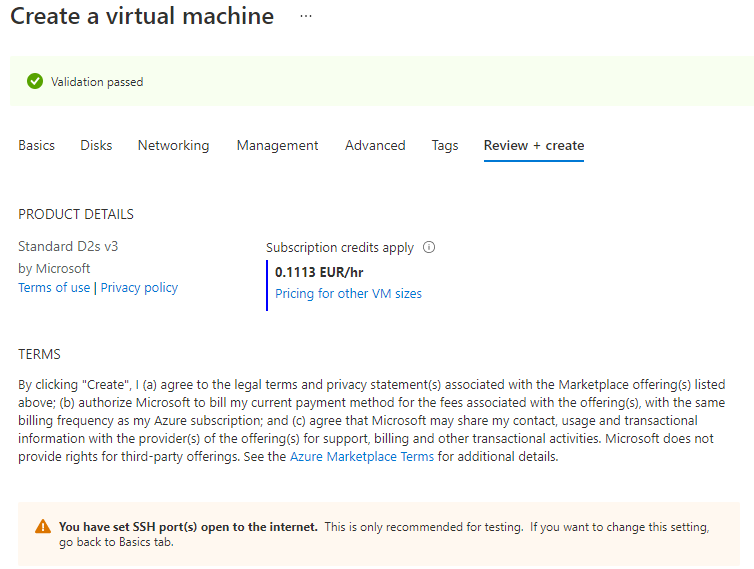 Create a virtual machine ...
Validation passed
Basics Disks Networking Management Advanced Tags Review + create
PRODUCT DETAILS
Standard D2s v3
by Microsoft
Terms of use | Privacy policy
Subscription credits apply
0.1113 EUR/hr
Pricing for other VM sizes
TERMS
By clicking "Create", I (a) agree to the legal terms and privacy statement(s) associated with the Marketplace offering(s) listed
above; (b) authorize Microsoft to bill my current payment method for the fees associated with the offering(s), with the same
billing frequency as my Azure subscription; and (c) agree that Microsoft may share my contact, usage and transactional
information with the provider(s) of the offering(s) for support, billing and other transactional activities. Microsoft does not
provide rights for third-party offerings. See the Azure Marketplace Terms for additional details.
You have set SSH port(s) open to the internet. This is only recommended for testing. If you want to change this setting,
go back to Basics tab.